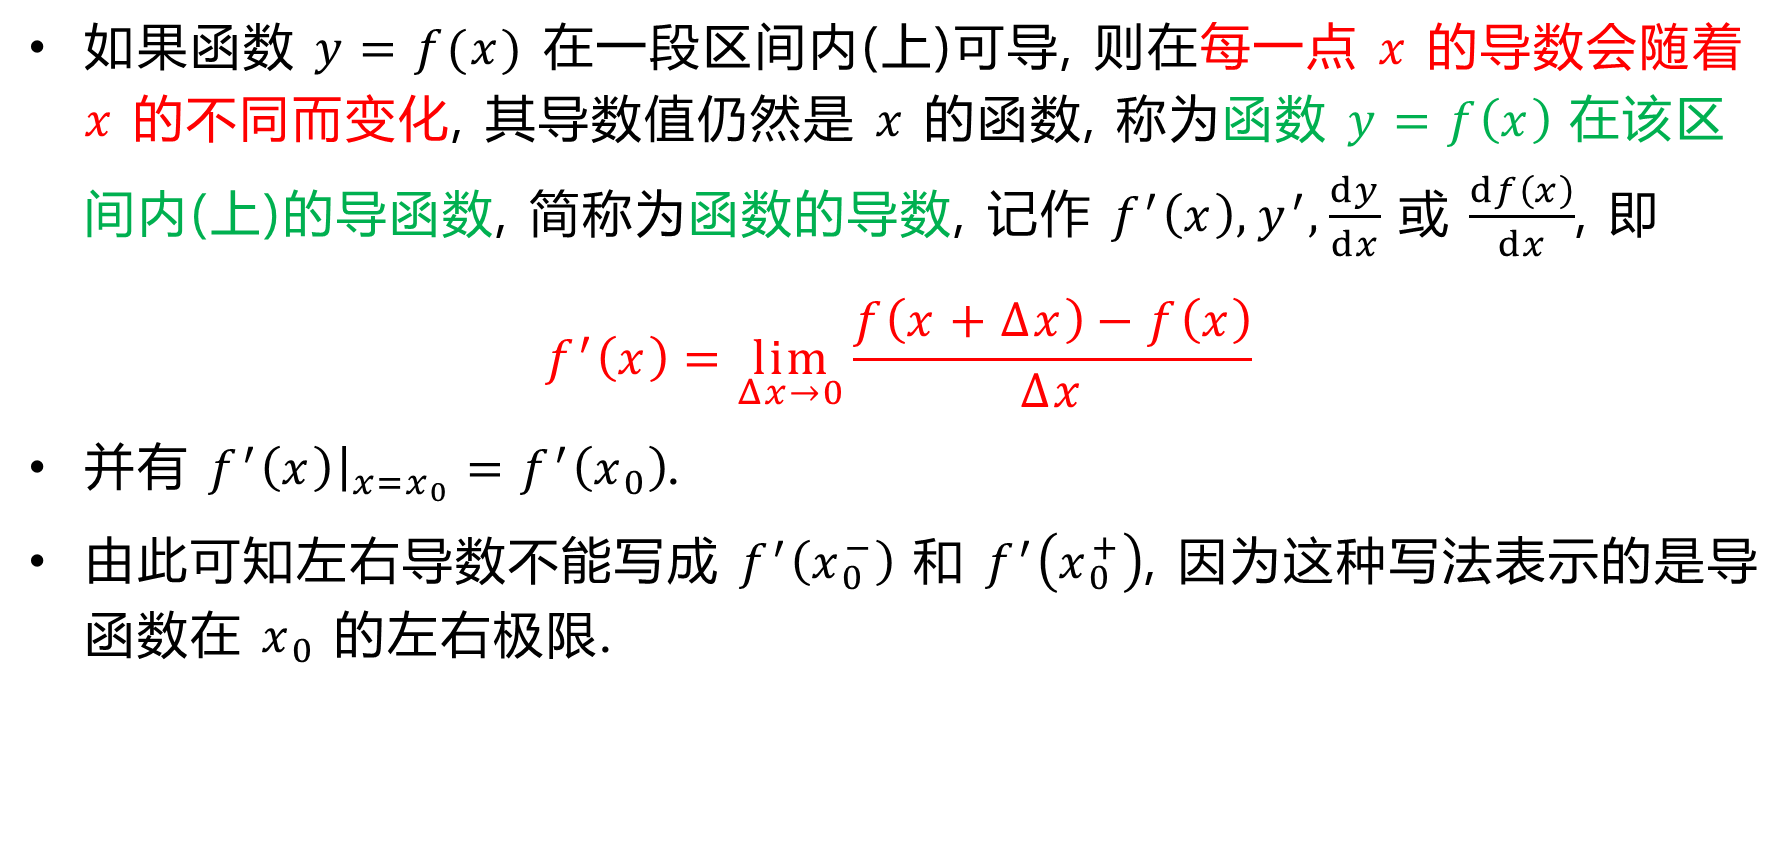 • 如果函数 y = f(x) 在一段区间内(上)可导, 则在每一点 x 的导数会随着
x 的不同而变化, 其导数值仍然是 x 的函数, 称为函数 y = f(x) 在该区
间内(上)的导函数, 简称为函数的导数, 记作 f′(x), y′, dy/dx 或 df(x)/dx, 即
f′(x) = lim_{Δx→0} (f(x + Δx) − f(x))/Δx
• 并有 f′(x)|_{x=x₀} = f′(x₀).
• 由此可知左右导数不能写成 f′(x₀⁻) 和 f′(x₀⁺), 因为这种写法表示的是导
函数在 x₀ 的左右极限.